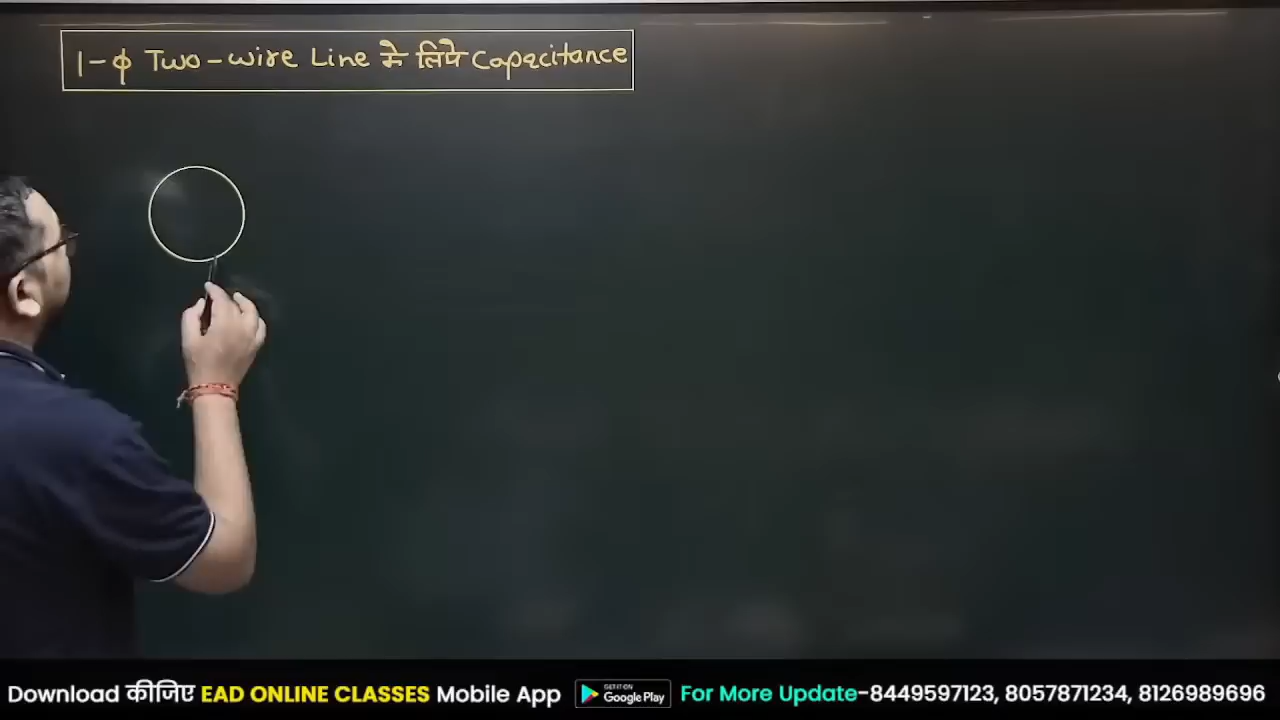 1-ϕ Two-wire Line के लिये Capacitance
Download कीजिए EAD ONLINE CLASSES Mobile App GET IT ON Google Play For More Update-8449597123, 8057871234, 8126989696